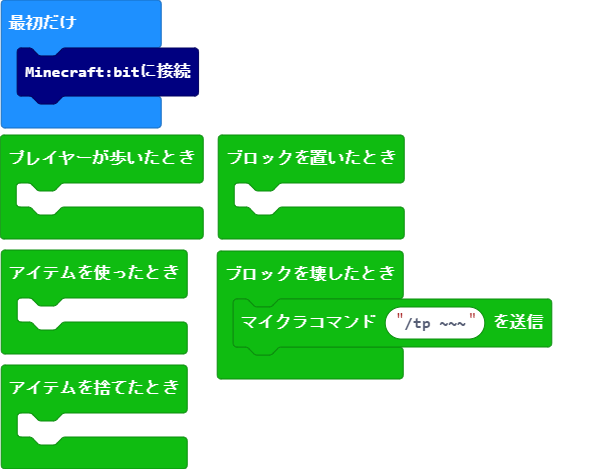 最初だけ
Minecraft:bitに接続
プレイヤーが歩いたとき
ブロックを置いたとき
アイテムを使ったとき
ブロックを壊したとき
マイクラコマンド "/tp ~~~" を送信
アイテムを捨てたとき